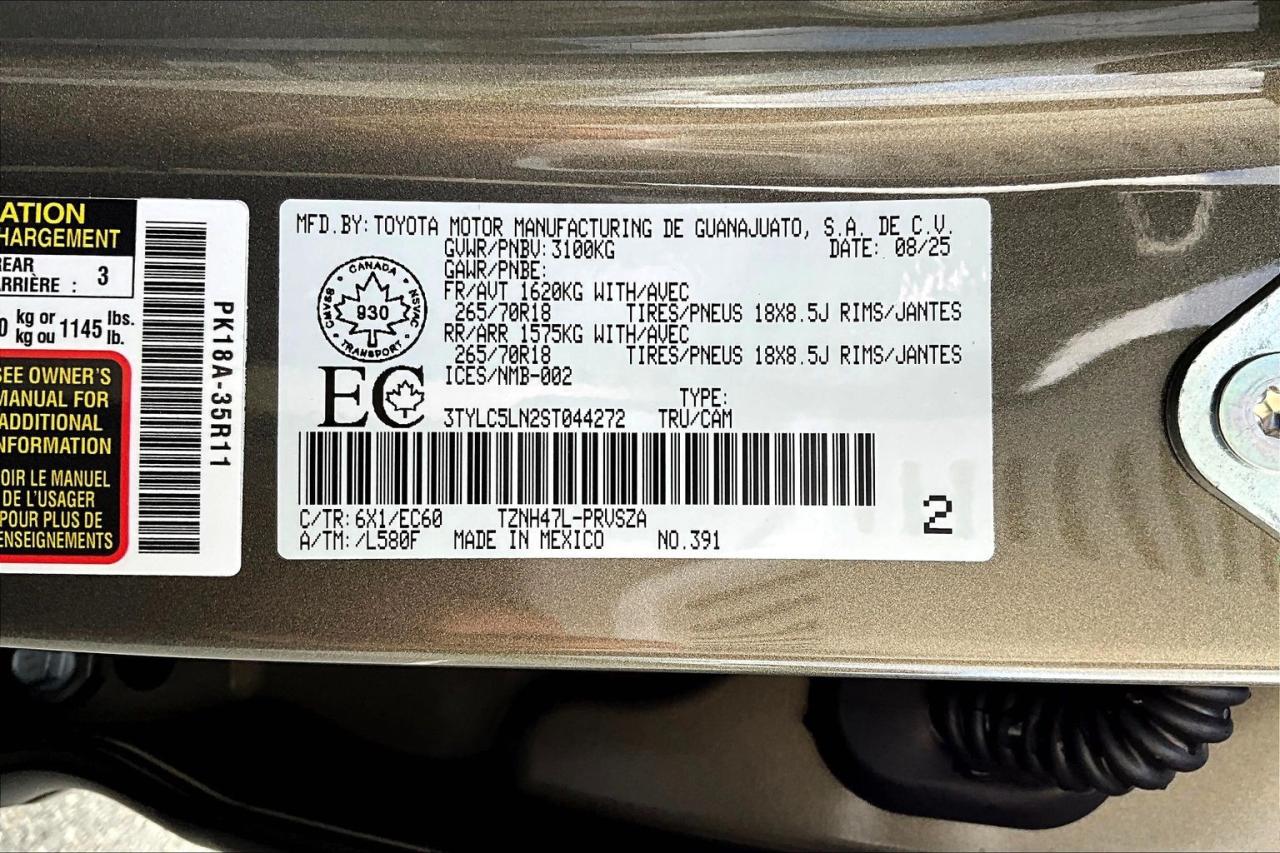 ATION
HARGEMENT
REAR
ARRIÈRE : 3
0 kg or 1145 lbs.
kg ou lb.
SEE OWNER'S
MANUAL FOR
ADDITIONAL
INFORMATION
OIR LE MANUEL
DE L'USAGER
POUR PLUS DE
ENSEIGNEMENTS
PK18A-35R11
MFD.BY:TOYOTA MOTOR MANUFACTURING DE GUANAJUATO, S.A. DE C.V.
GVWR/PNBV:3100KG DATE: 08/25
GAWR/PNBE:
FR/AVT 1620KG WITH/AVEC
265/70R18 TIRES/PNEUS 18X8.5J RIMS/JANTES
RR/ARR 1575KG WITH/AVEC
265/70R18 TIRES/PNEUS 18X8.5J RIMS/JANTES
ICES/NMB-002
TYPE:
3TYLC5LN2ST044272 TRU/CAM
CANADA
CMVSS NSVAC
930
TRANSPORT
EC
C/TR:6X1/EC60 TZNH47L-PRVSZA
A/TM:/L580F MADE IN MEXICO NO.391
2